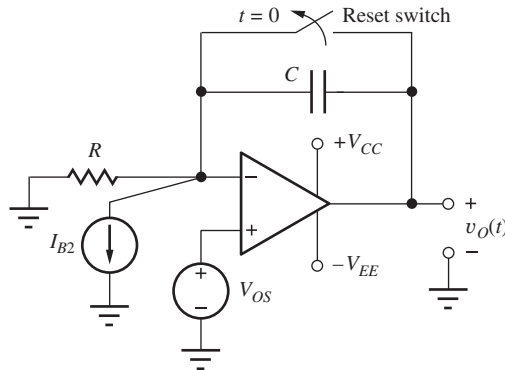 t = 0 Reset switch
C
+V_CC
R
−
+
+
I_B2
+
−
V_OS
−V_EE
v_O(t)
−